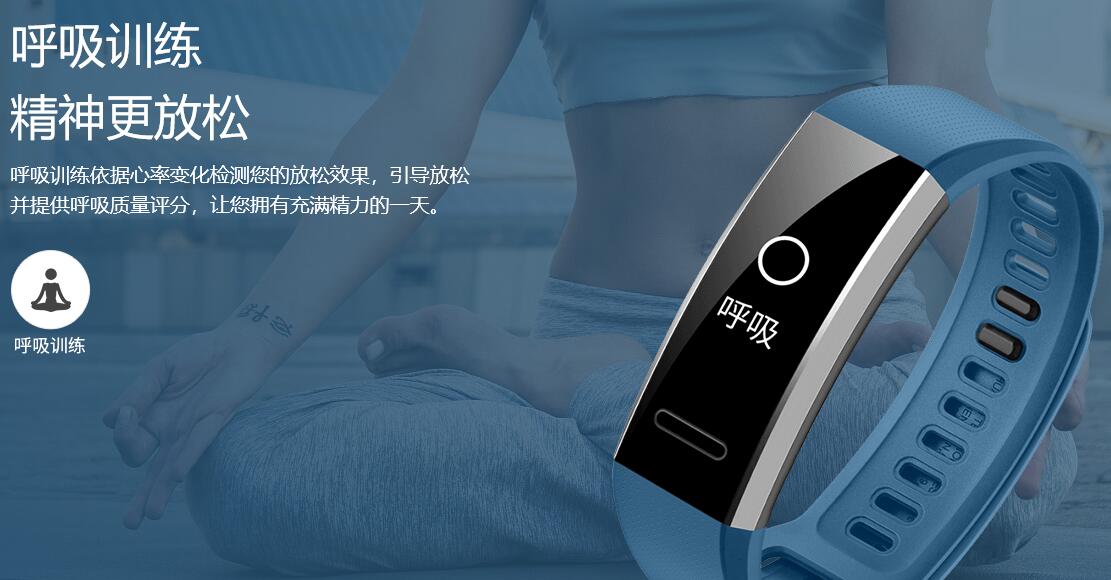 呼吸训练
精神更放松
呼吸训练依据心率变化检测您的放松效果，引导放松
并提供呼吸质量评分，让您拥有充满精力的一天。
呼吸训练
呼吸